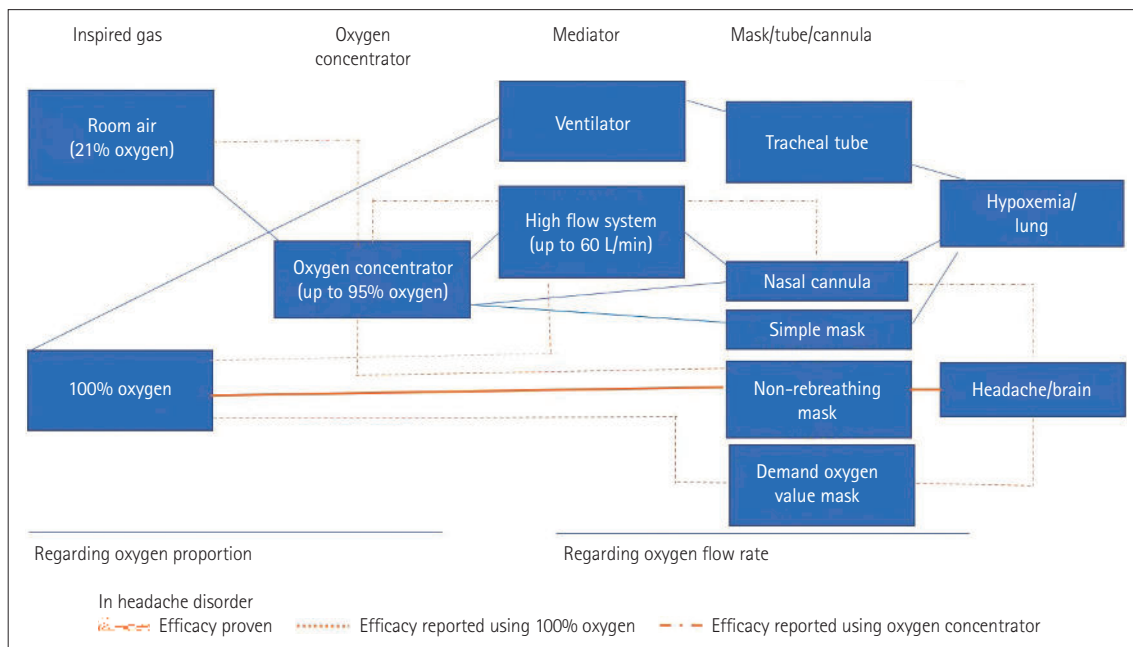 Inspired gas
Oxygen
concentrator
Mediator
Mask/tube/cannula
Room air
(21% oxygen)
Ventilator
Tracheal tube
Hypoxemia/
lung
High flow system
(up to 60 L/min)
Oxygen concentrator
(up to 95% oxygen)
Nasal cannula
Simple mask
100% oxygen
Non-rebreathing
mask
Headache/brain
Demand oxygen
value mask
Regarding oxygen proportion
Regarding oxygen flow rate
In headache disorder
Efficacy proven
Efficacy reported using 100% oxygen
Efficacy reported using oxygen concentrator